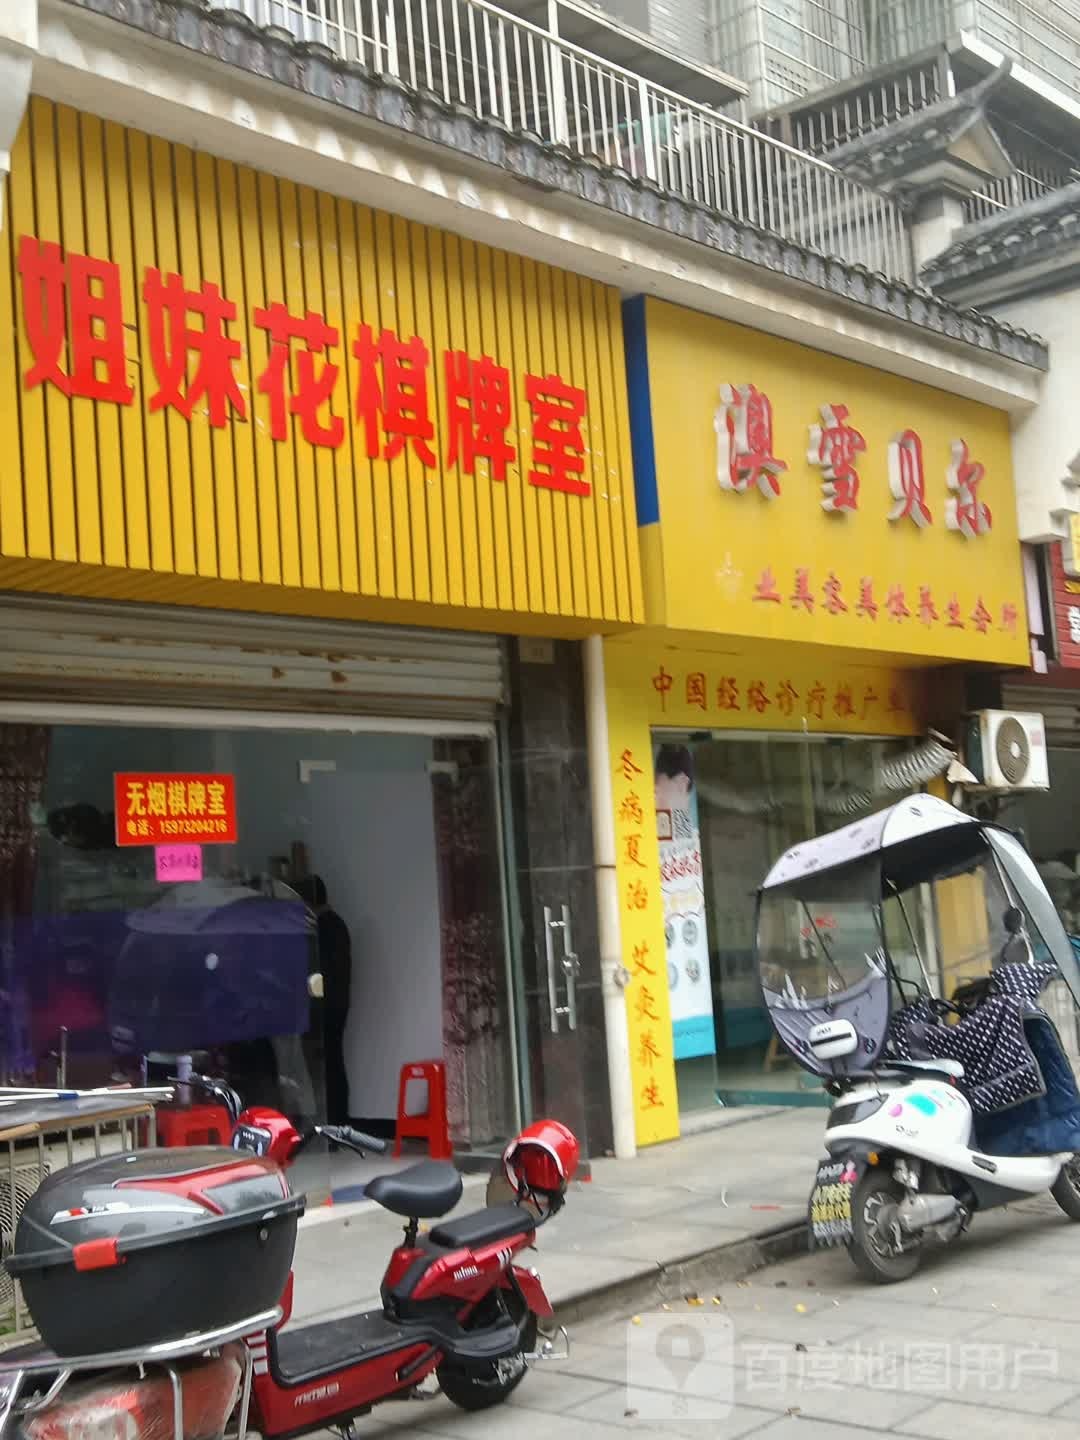 姐妹花棋牌室
澳雪贝尔
业美容美体养生会所
中国经络诊疗推广
无烟棋牌室
电话：15973204216
冬病夏治 艾灸养生
百度地图用户